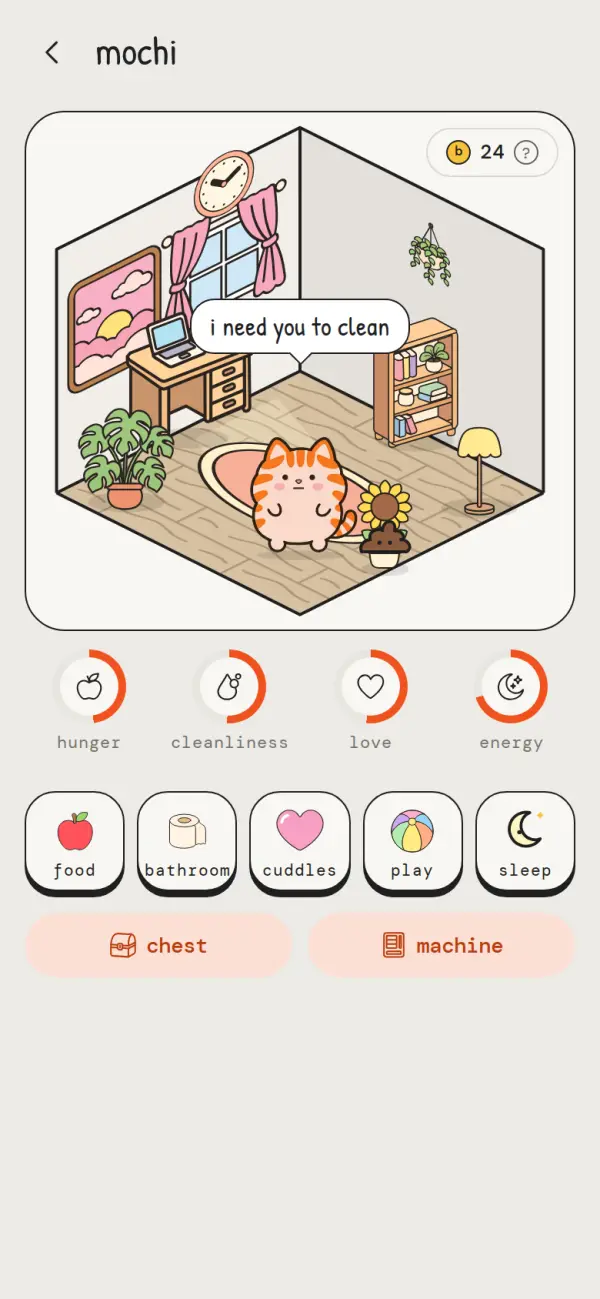 mochi
b 24 ?
i need you to clean
hunger cleanliness love energy
food bathroom cuddles play sleep
chest machine